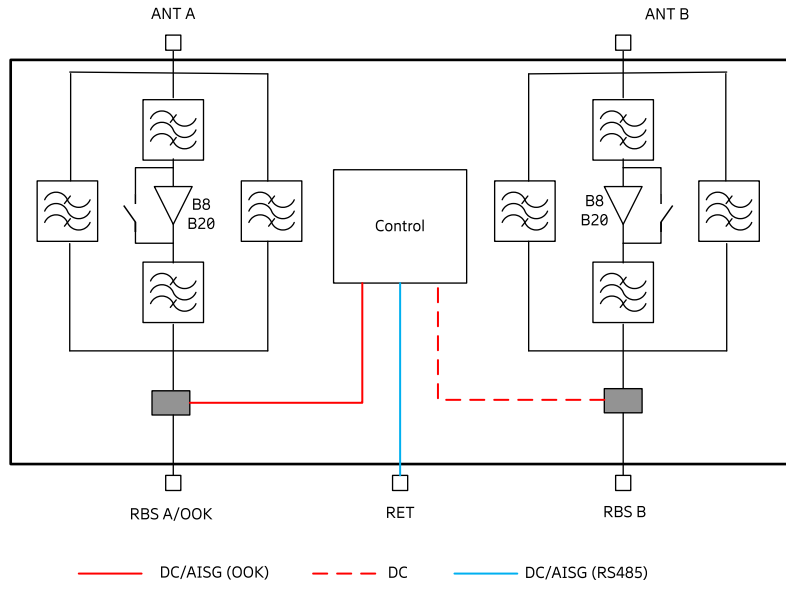 ANT A
ANT B
B8
B20
Control
B8
B20
RBS A/OOK
RET
RBS B
DC/AISG (OOK)
DC
DC/AISG (RS485)